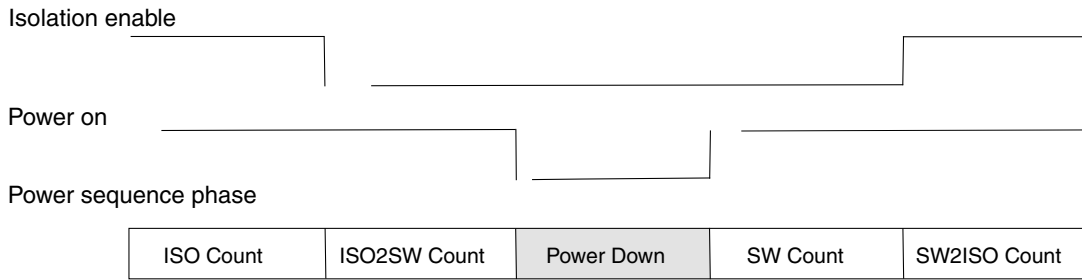 Isolation enable
Power on
Power sequence phase
ISO Count ISO2SW Count Power Down SW Count SW2ISO Count